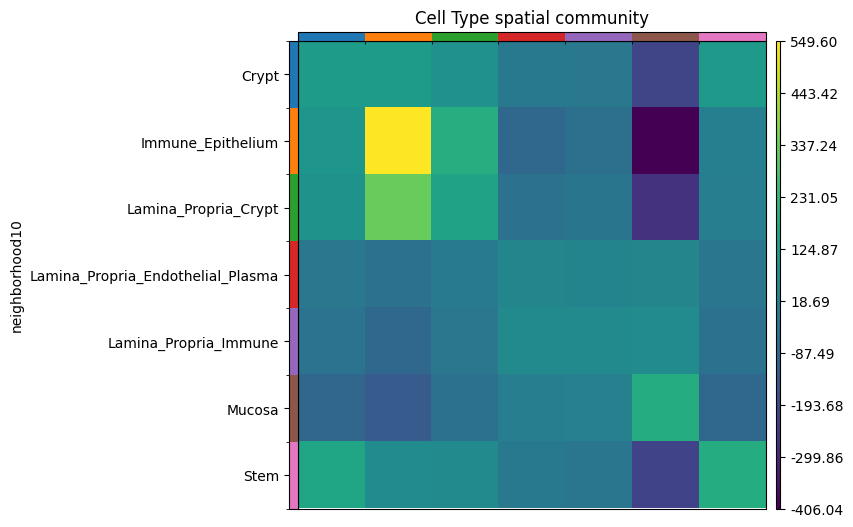 Cell Type spatial community
neighborhood10
Crypt
Immune_Epithelium
Lamina_Propria_Crypt
Lamina_Propria_Endothelial_Plasma
Lamina_Propria_Immune
Mucosa
Stem
549.60
443.42
337.24
231.05
124.87
18.69
-87.49
-193.68
-299.86
-406.04